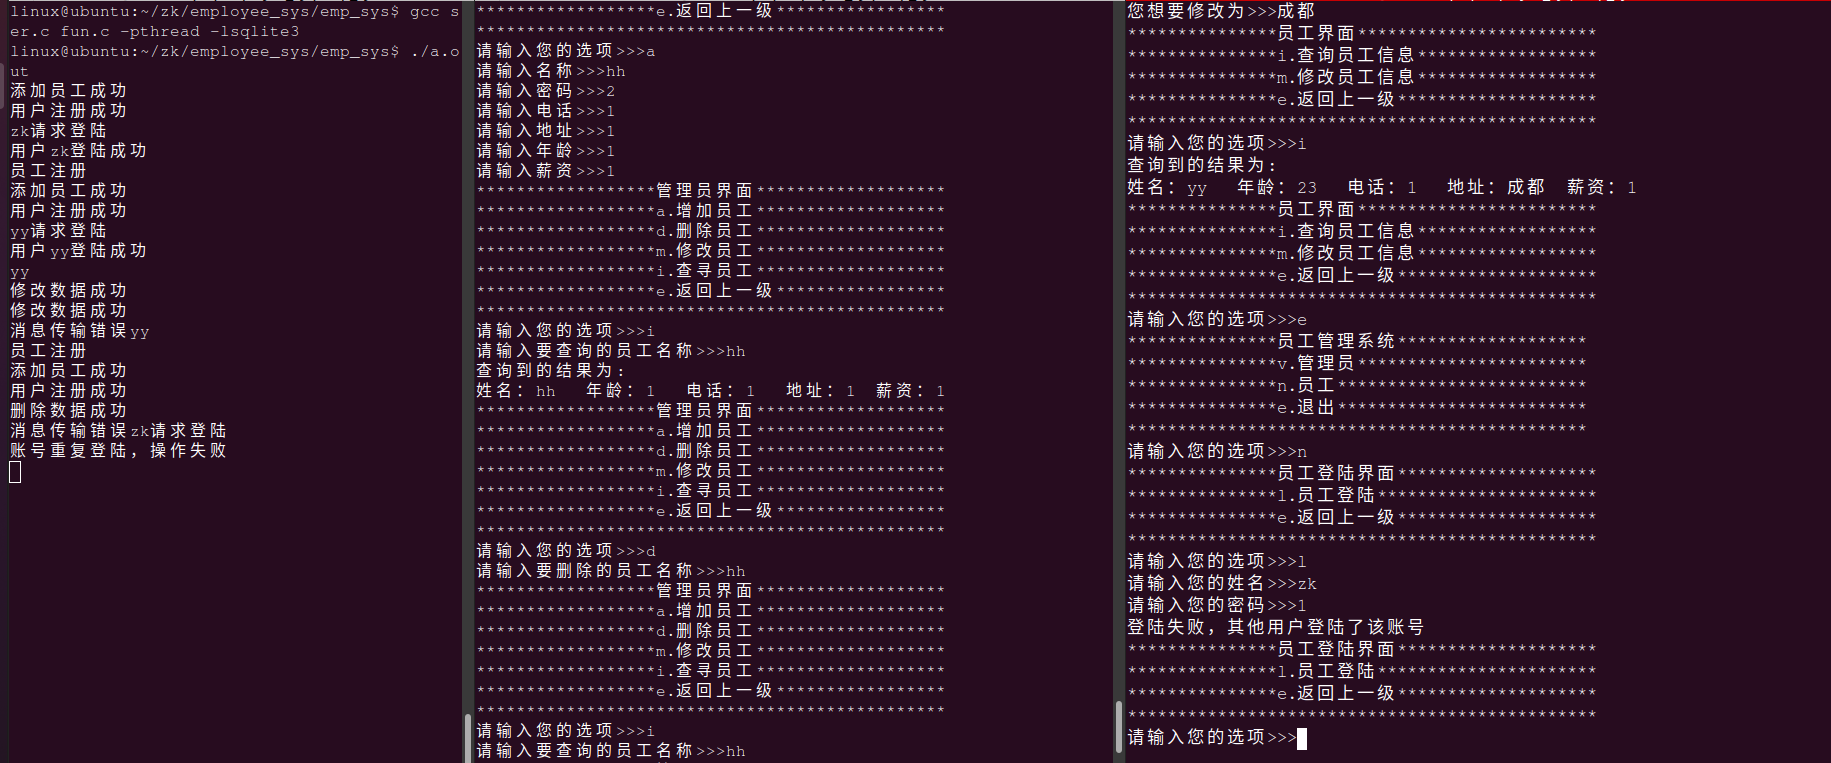 linux@ubuntu:~/zk/employee_sys/emp_sys$ gcc s
er.c fun.c -pthread -lsqlite3
linux@ubuntu:~/zk/employee_sys/emp_sys$ ./a.o
ut
添加员工成功
用户注册成功
zk请求登陆
用户zk登陆成功
员工注册
添加员工成功
用户注册成功
yy请求登陆
用户yy登陆成功
yy
修改数据成功
修改数据成功
消息传输错误yy
员工注册
添加员工成功
用户注册成功
删除数据成功
消息传输错误zk请求登陆
账号重复登陆，操作失败
******************e.返回上一级*****************
***********************************************
请输入您的选项>>>a
请输入名称>>>hh
请输入密码>>>2
请输入电话>>>1
请输入地址>>>1
请输入年龄>>>1
请输入薪资>>>1
******************管理员界面*******************
******************a.增加员工*******************
******************d.删除员工*******************
******************m.修改员工*******************
******************i.查寻员工*******************
******************e.返回上一级*****************
***********************************************
请输入您的选项>>>i
请输入要查询的员工名称>>>hh
查询到的结果为:
姓名: hh   年龄: 1   电话: 1   地址: 1  薪资: 1
******************管理员界面*******************
******************a.增加员工*******************
******************d.删除员工*******************
******************m.修改员工*******************
******************i.查寻员工*******************
******************e.返回上一级*****************
***********************************************
请输入您的选项>>>d
请输入要删除的员工名称>>>hh
******************管理员界面*******************
******************a.增加员工*******************
******************d.删除员工*******************
******************m.修改员工*******************
******************i.查寻员工*******************
******************e.返回上一级*****************
***********************************************
请输入您的选项>>>i
请输入要查询的员工名称>>>hh
您想要修改为>>>成都
***************员工界面************************
***************i.查询员工信息******************
***************m.修改员工信息******************
***************e.返回上一级********************
***********************************************
请输入您的选项>>>i
查询到的结果为:
姓名: yy   年龄: 23   电话: 1   地址: 成都  薪资: 1
***************员工界面************************
***************i.查询员工信息******************
***************m.修改员工信息******************
***************e.返回上一级********************
***********************************************
请输入您的选项>>>e
***************员工管理系统*******************
***************v.管理员***********************
***************n.员工*************************
***************e.退出*************************
**********************************************
请输入您的选项>>>n
***************员工登陆界面********************
***************l.员工登陆**********************
***************e.返回上一级********************
***********************************************
请输入您的选项>>>l
请输入您的姓名>>>zk
请输入您的密码>>>1
登陆失败，其他用户登陆了该账号
***************员工登陆界面********************
***************l.员工登陆**********************
***************e.返回上一级********************
***********************************************
请输入您的选项>>>